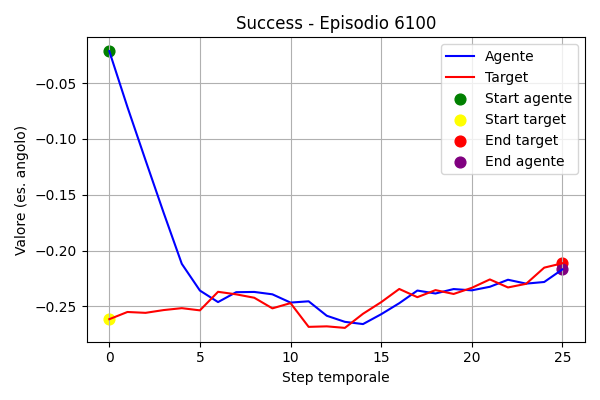 Success - Episodio 6100
Agente
Target
Start agente
Start target
End target
End agente
Valore (es. angolo)
−0.05
−0.10
−0.15
−0.20
−0.25
0
5
10
15
20
25
Step temporale